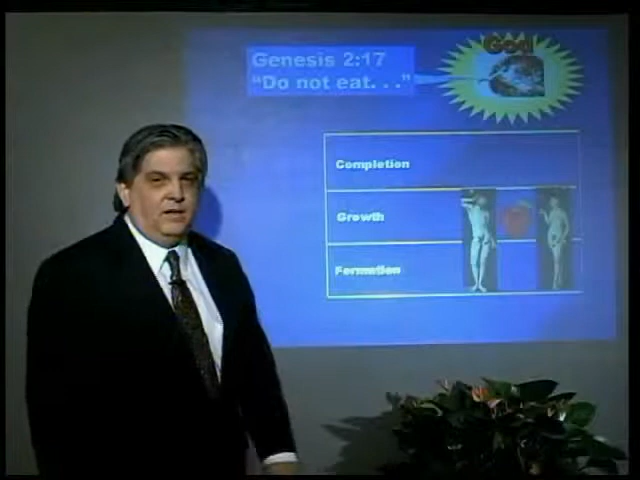 God
Genesis 2:17
"Do not eat. . ."
Completion
Growth
Formation